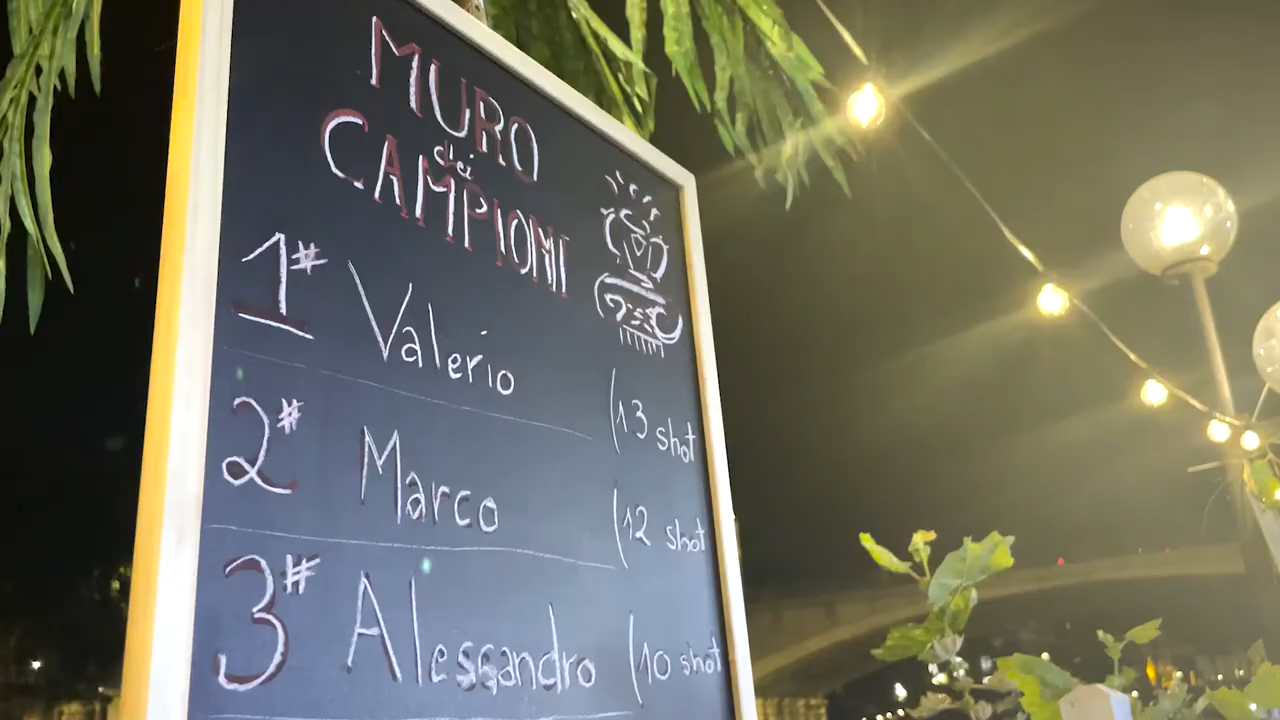 MURO
dei
CAMPIONI
1# Valerio (13 shot
2# Marco (12 shot
3# Alessandro (10 shot